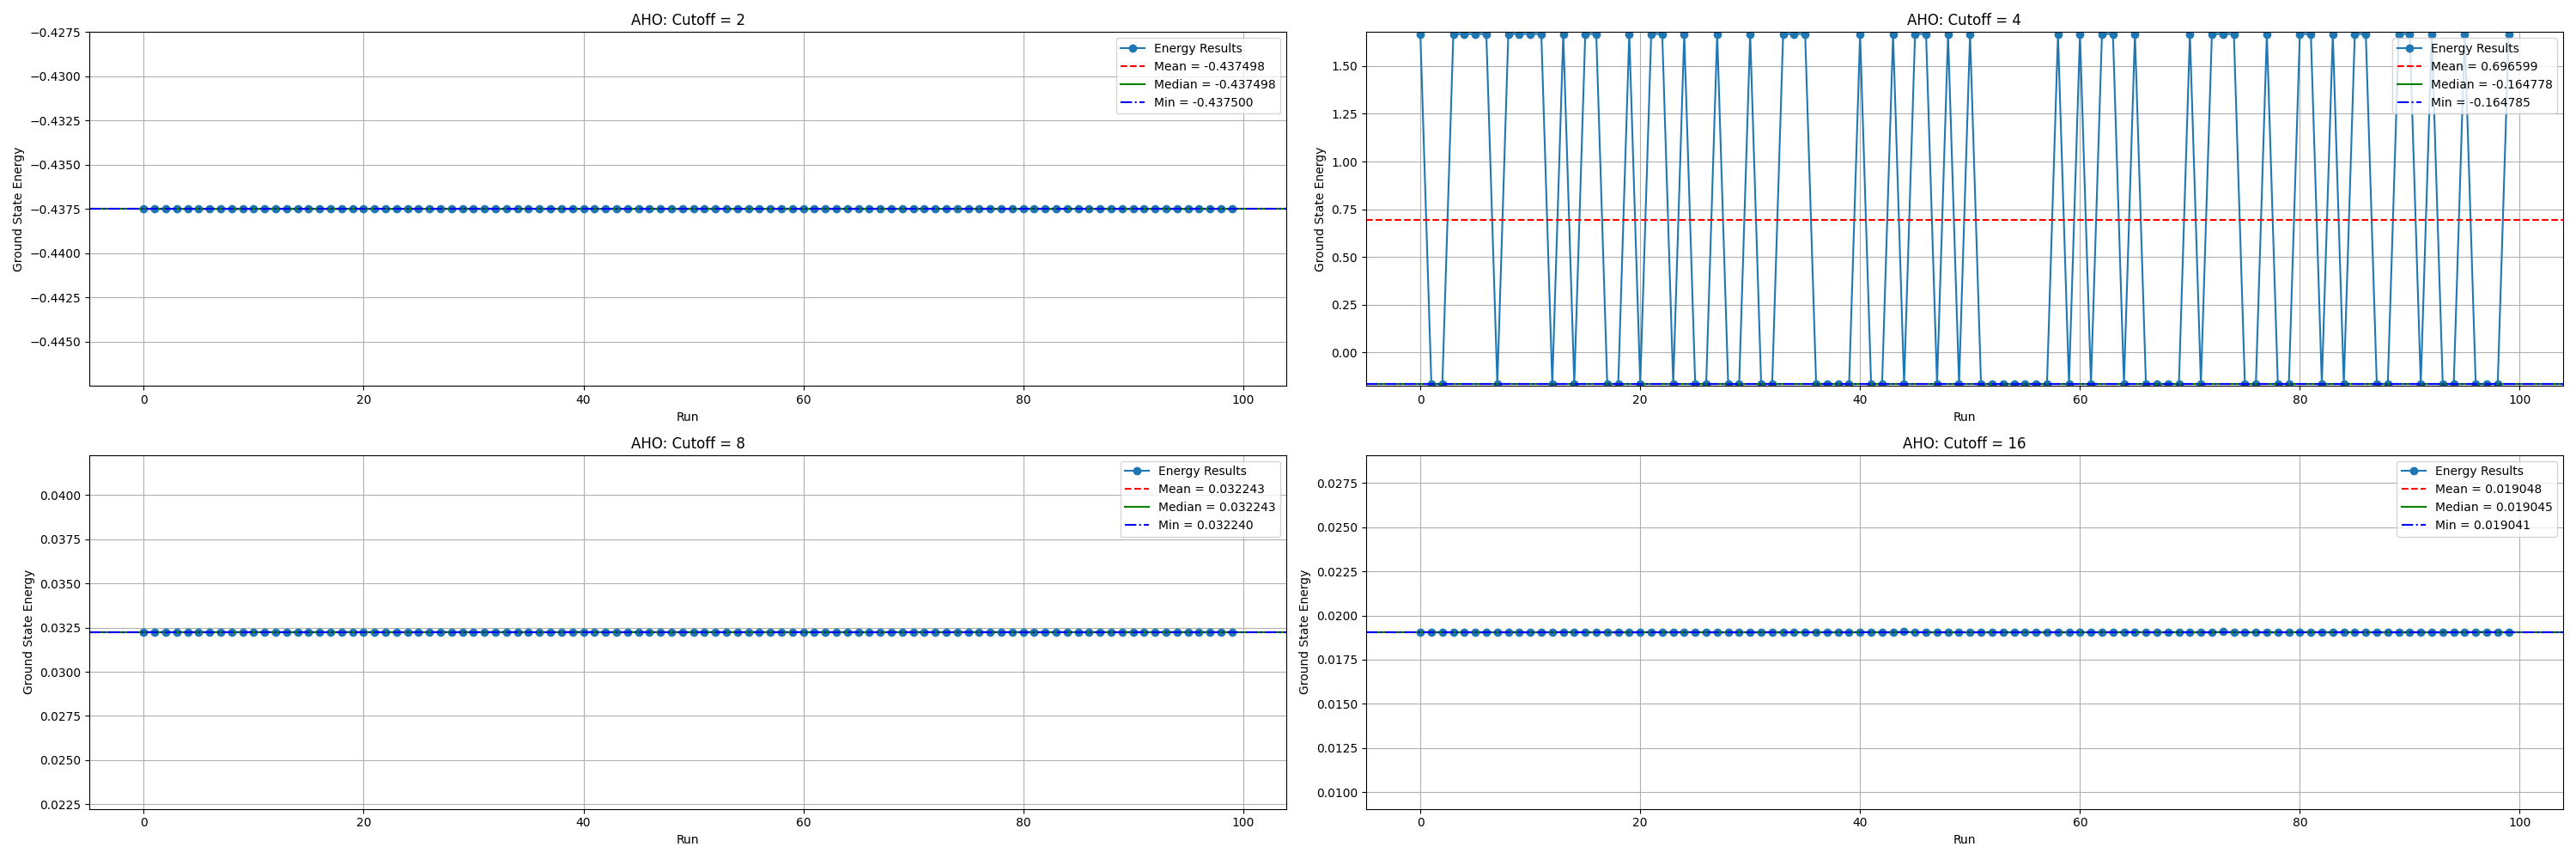 AHO: Cutoff = 2
Ground State Energy
−0.4275
−0.4300
−0.4325
−0.4350
−0.4375
−0.4400
−0.4425
−0.4450
Energy Results
Mean = -0.437498
Median = -0.437498
Min = -0.437500
0 20 40 60 80 100
Run
AHO: Cutoff = 4
Ground State Energy
1.50
1.25
1.00
0.75
0.50
0.25
0.00
Energy Results
Mean = 0.696599
Median = -0.164778
Min = -0.164785
0 20 40 60 80 100
Run
AHO: Cutoff = 8
Ground State Energy
0.0400
0.0375
0.0350
0.0325
0.0300
0.0275
0.0250
0.0225
Energy Results
Mean = 0.032243
Median = 0.032243
Min = 0.032240
0 20 40 60 80 100
Run
AHO: Cutoff = 16
Ground State Energy
0.0275
0.0250
0.0225
0.0200
0.0175
0.0150
0.0125
0.0100
Energy Results
Mean = 0.019048
Median = 0.019045
Min = 0.019041
0 20 40 60 80 100
Run